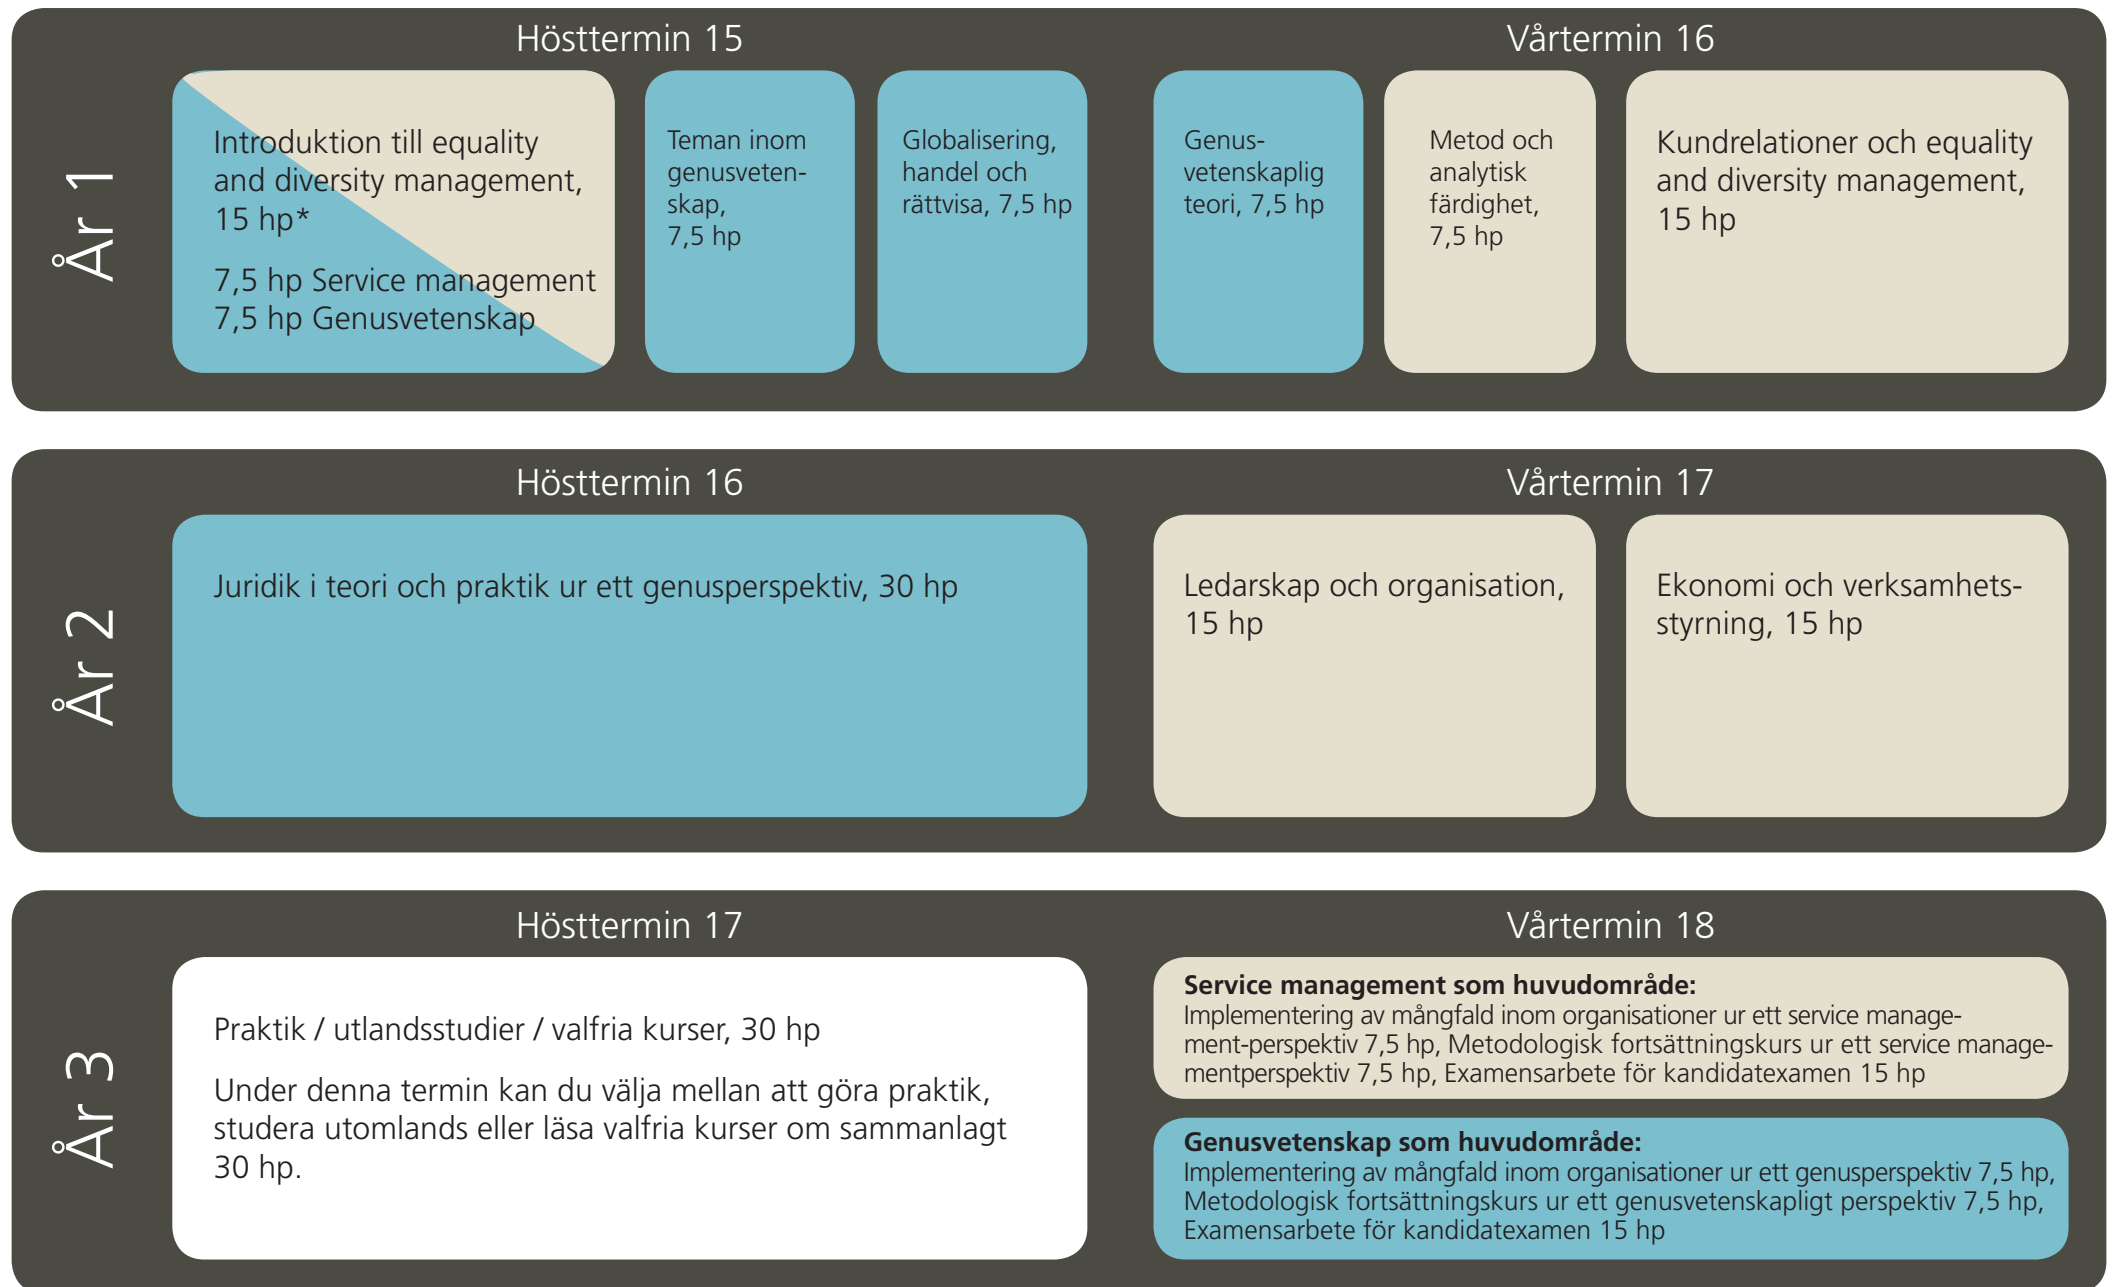 År 1
Hösttermin 15
Introduktion till equality
and diversity management,
15 hp*
7,5 hp Service management
7,5 hp Genusvetenskap
Teman inom
genusveten-
skap,
7,5 hp
Globalisering,
handel och
rättvisa, 7,5 hp
Vårtermin 16
Genus-
vetenskaplig
teori, 7,5 hp
Metod och
analytisk
färdighet,
7,5 hp
Kundrelationer och equality
and diversity management,
15 hp
År 2
Hösttermin 16
Juridik i teori och praktik ur ett genusperspektiv, 30 hp
Vårtermin 17
Ledarskap och organisation,
15 hp
Ekonomi och verksamhets-
styrning, 15 hp
År 3
Hösttermin 17
Praktik / utlandsstudier / valfria kurser, 30 hp
Under denna termin kan du välja mellan att göra praktik,
studera utomlands eller läsa valfria kurser om sammanlagt
30 hp.
Vårtermin 18
Service management som huvudområde:
Implementering av mångfald inom organisationer ur ett service manage-
ment-perspektiv 7,5 hp, Metodologisk fortsättningskurs ur ett service manage-
mentperspektiv 7,5 hp, Examensarbete för kandidatexamen 15 hp
Genusvetenskap som huvudområde:
Implementering av mångfald inom organisationer ur ett genusperspektiv 7,5 hp,
Metodologisk fortsättningskurs ur ett genusvetenskapligt perspektiv 7,5 hp,
Examensarbete för kandidatexamen 15 hp